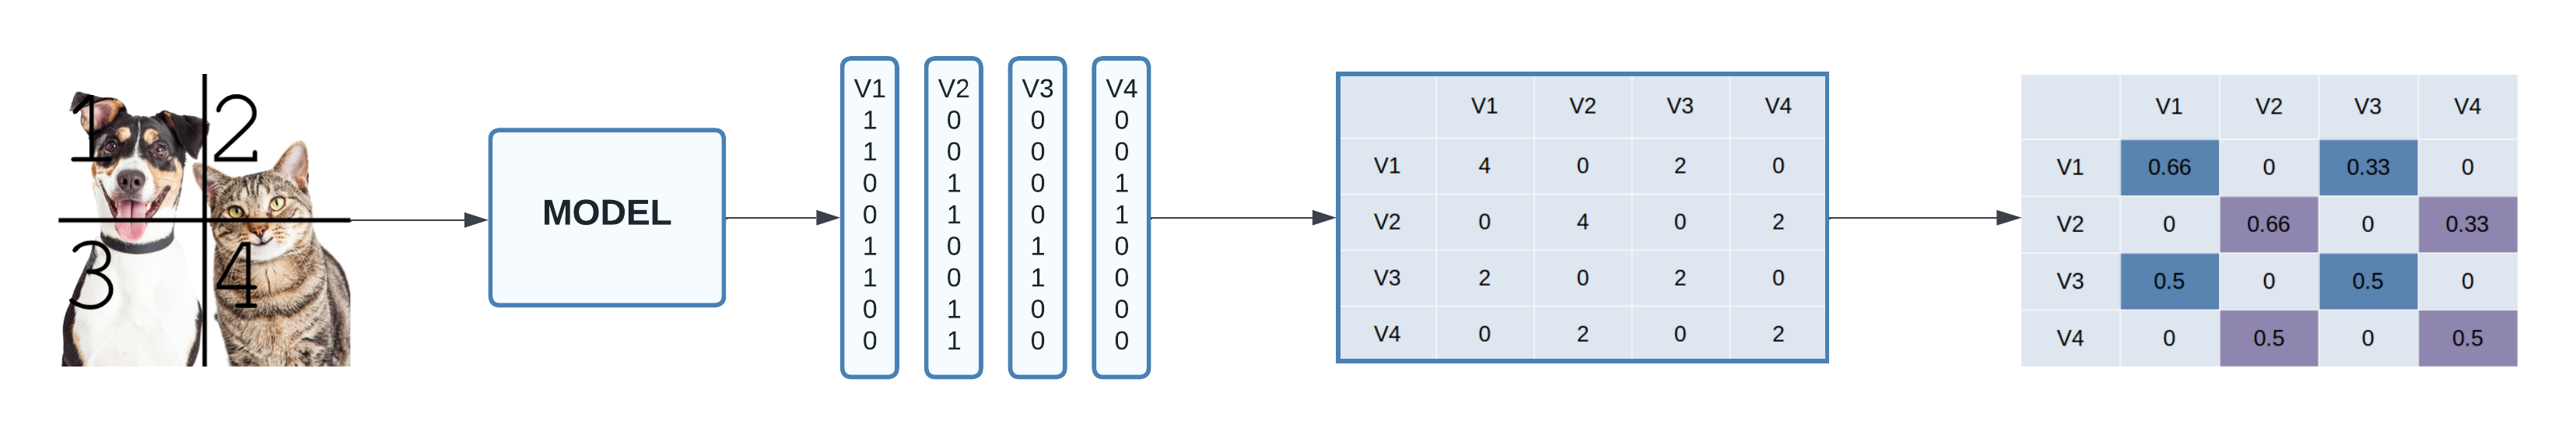 1 2
3 4
MODEL
V1 V2 V3 V4
1 0 0 0
1 0 0 0
0 1 0 1
0 1 0 1
1 0 1 0
1 0 1 0
0 1 0 0
0 1 0 0
V1 V2 V3 V4
V1 4 0 2 0
V2 0 4 0 2
V3 2 0 2 0
V4 0 2 0 2
V1 V2 V3 V4
V1 0.66 0 0.33 0
V2 0 0.66 0 0.33
V3 0.5 0 0.5 0
V4 0 0.5 0 0.5